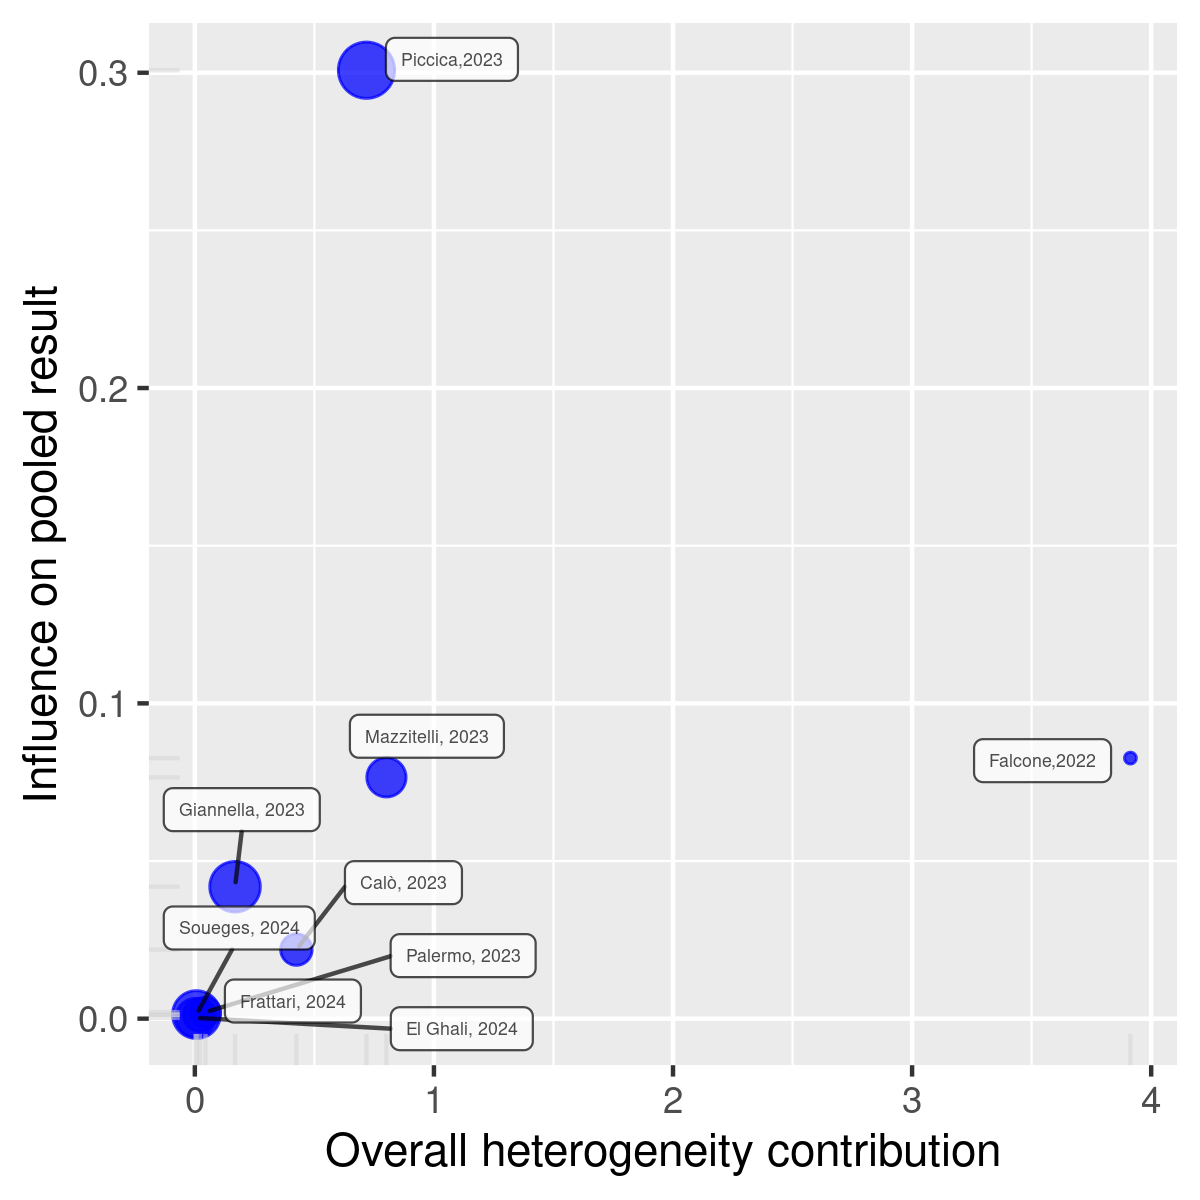 Piccica,2023
0.3
0.2
Influence on pooled result
0.1
Mazzitelli, 2023
Falcone,2022
Giannella, 2023
Calò, 2023
Soueges, 2024
Palermo, 2023
Frattari, 2024
0.0
El Ghali, 2024
0 1 2 3 4
Overall heterogeneity contribution